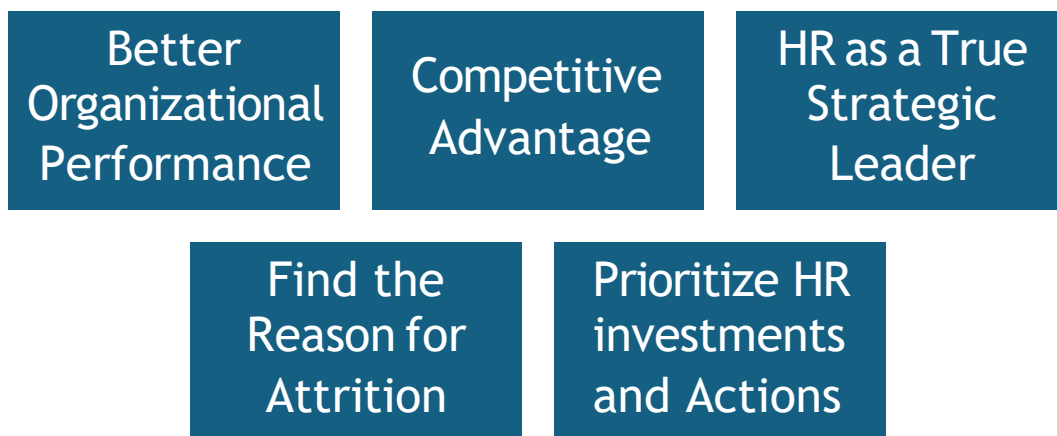 Better
Organizational
Performance
Competitive
Advantage
HR as a True
Strategic
Leader
Find the
Reason for
Attrition
Prioritize HR
investments
and Actions